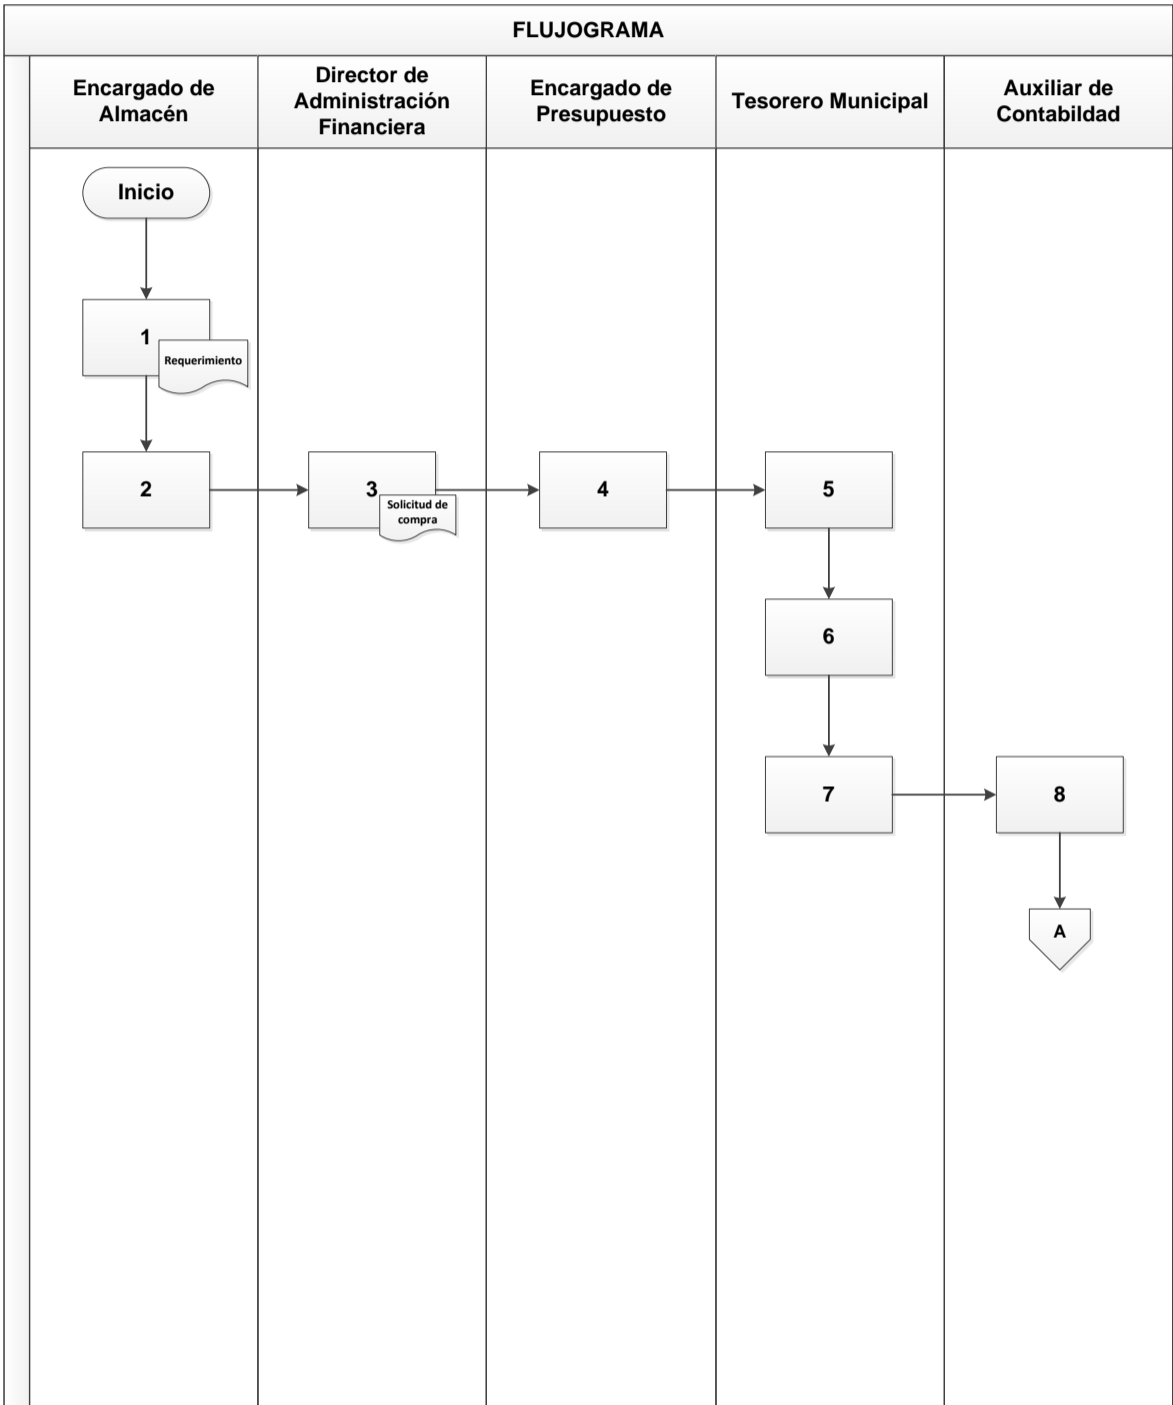 FLUJOGRAMA
Encargado de
Almacén
Director de
Administración
Financiera
Encargado de
Presupuesto
Tesorero Municipal
Auxiliar de
Contabildad
Inicio
1
Requerimiento
2
3
Solicitud de
compra
4
5
6
7
8
A